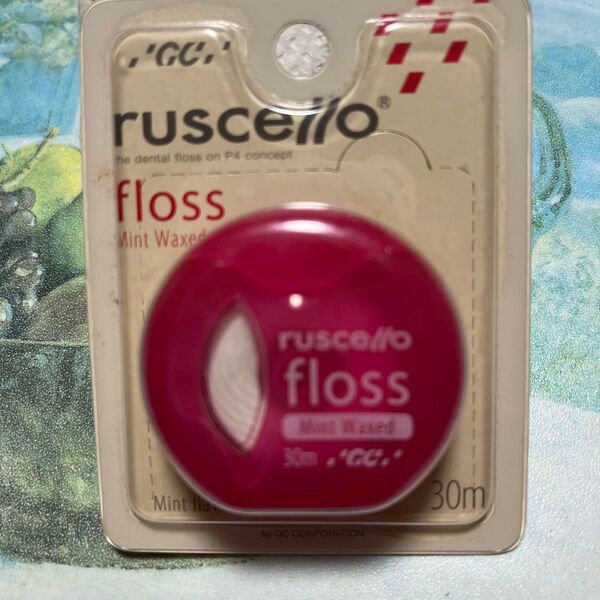 GC
ruscello®
the dental floss on P4 concept
floss
Mint Waxed
ruscello
floss
Mint Waxed
30m GC
Mint
30m
by GC CORPORATION.